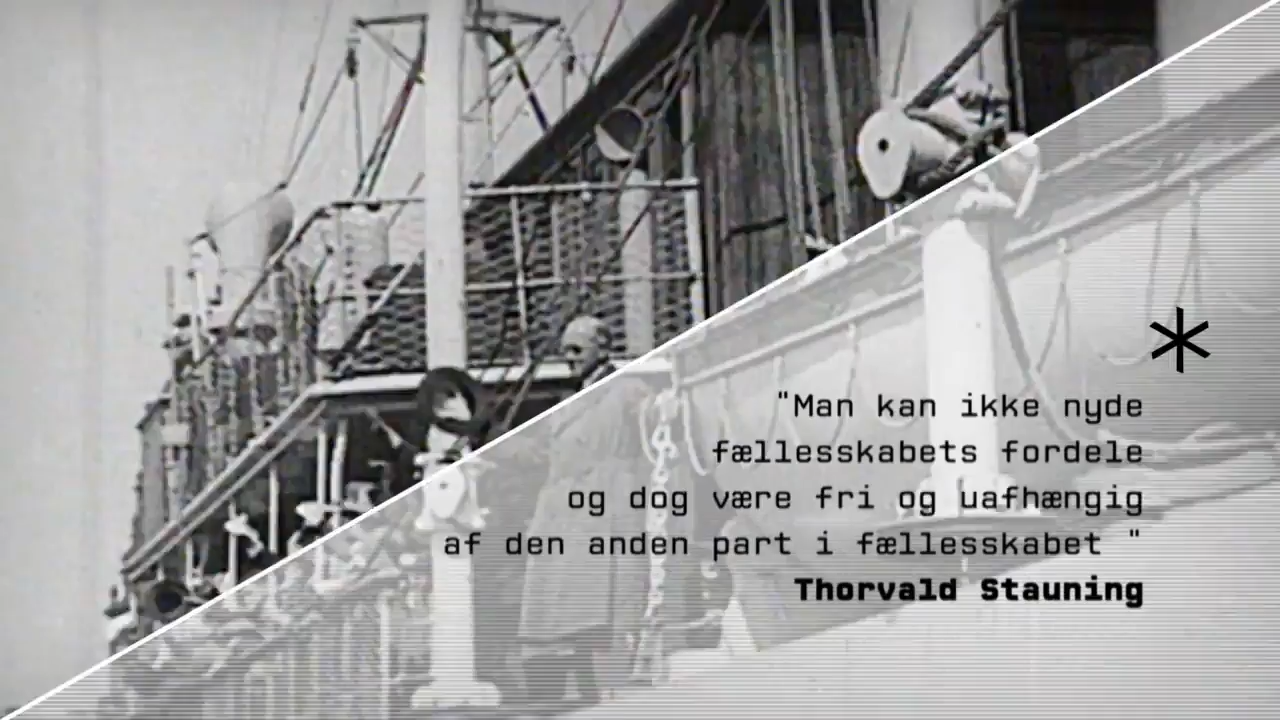 *
"Man kan ikke nyde
fællesskabets fordele
og dog være fri og uafhængig
af den anden part i fællesskabet "
Thorvald Stauning